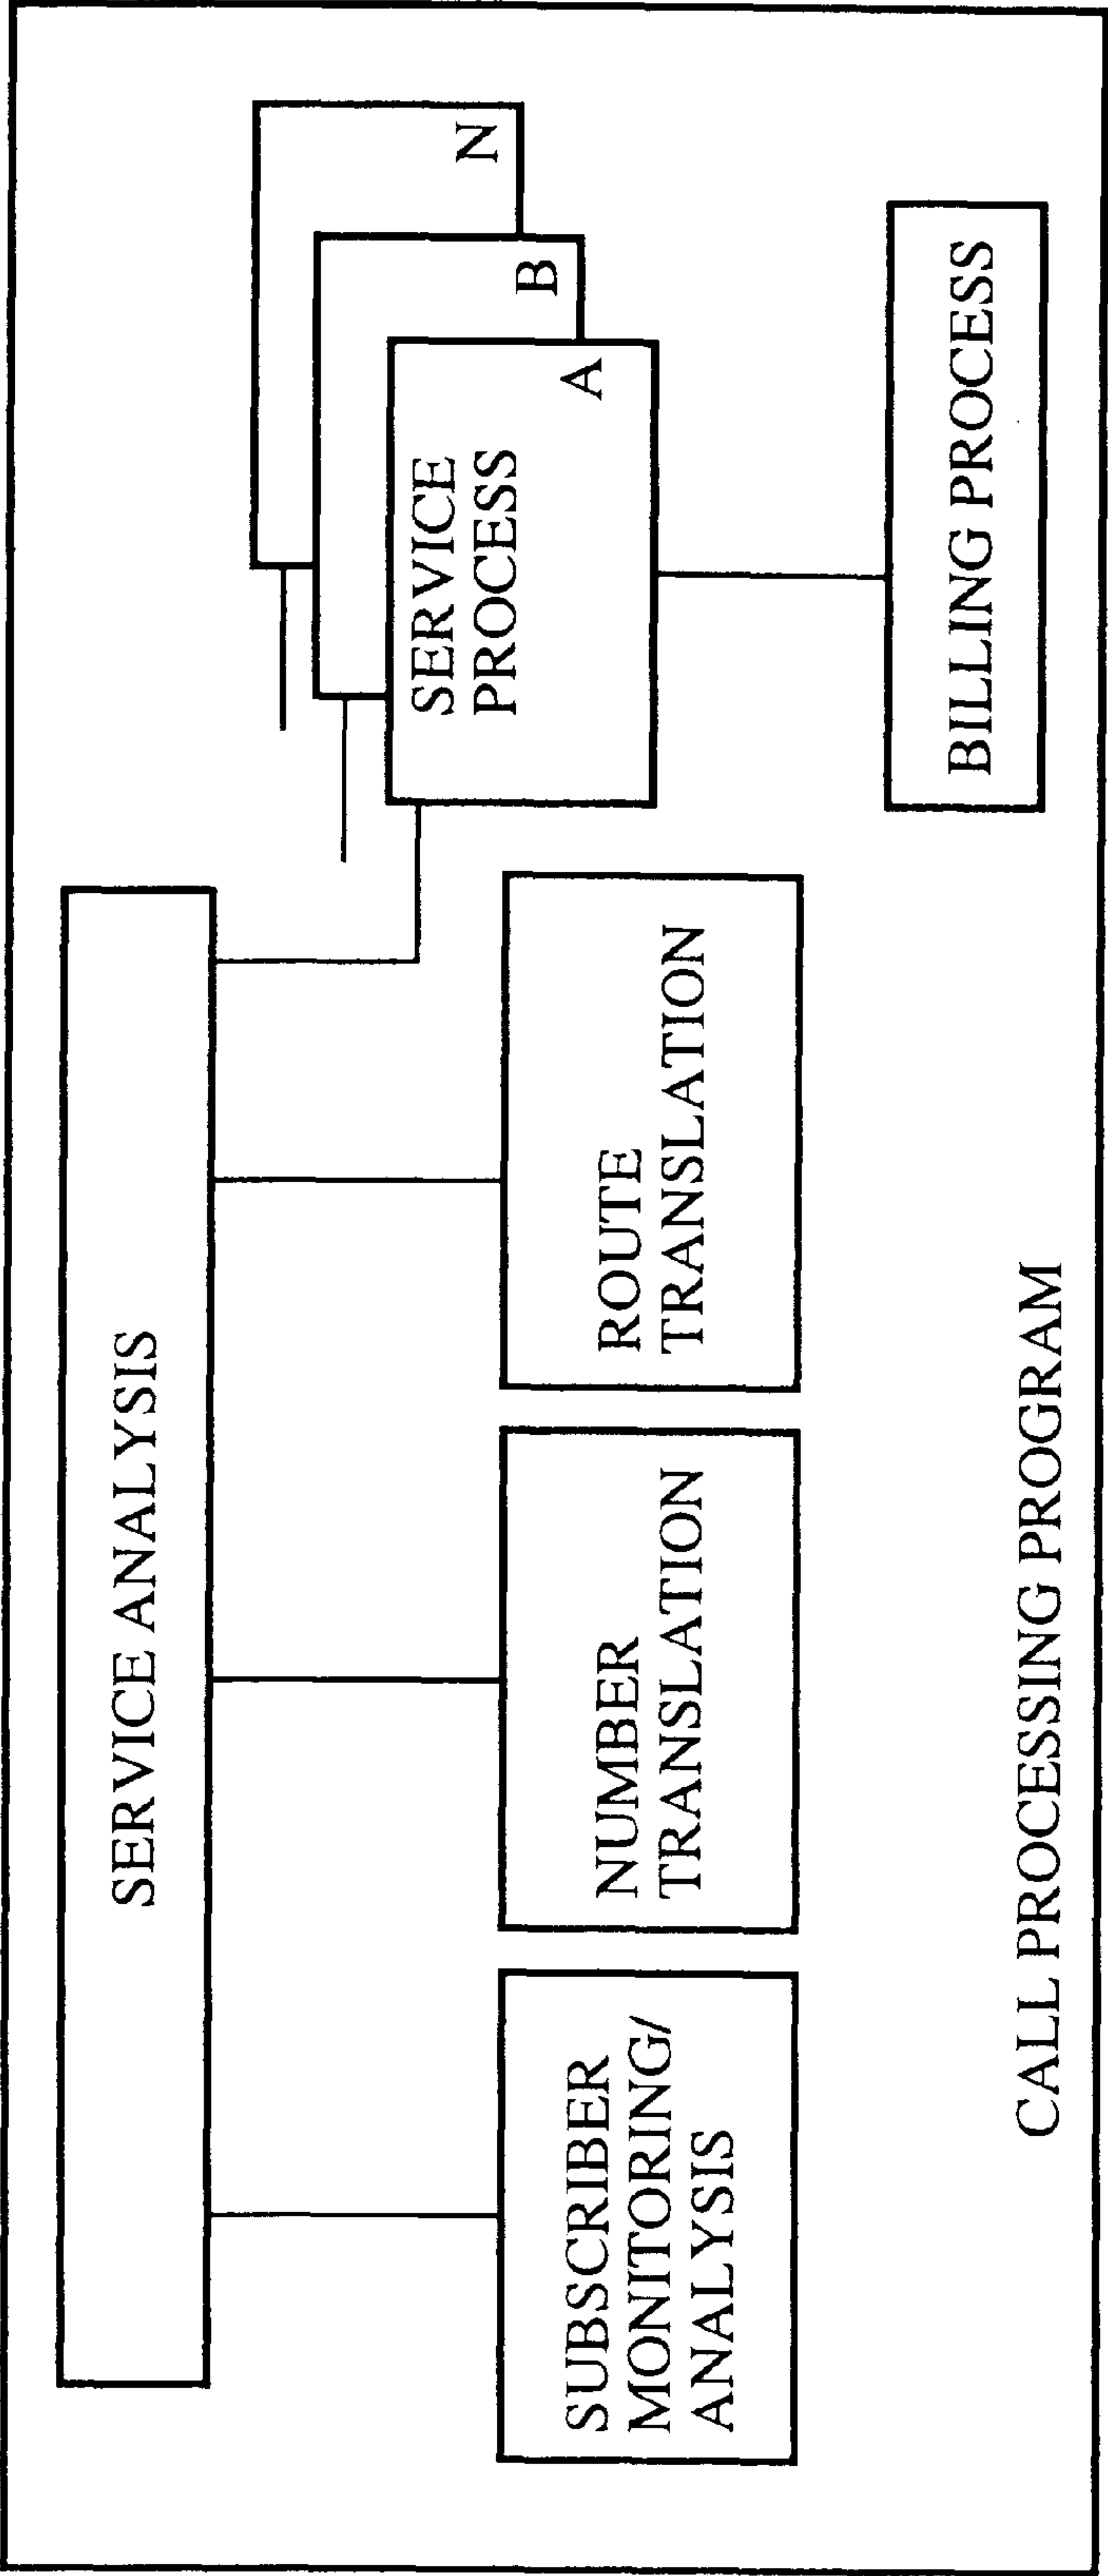 SERVICE ANALYSIS
SUBSCRIBER
MONITORING/
ANALYSIS
NUMBER
TRANSLATION
ROUTE
TRANSLATION
SERVICE
PROCESS
A
B
N
BILLING PROCESS
CALL PROCESSING PROGRAM